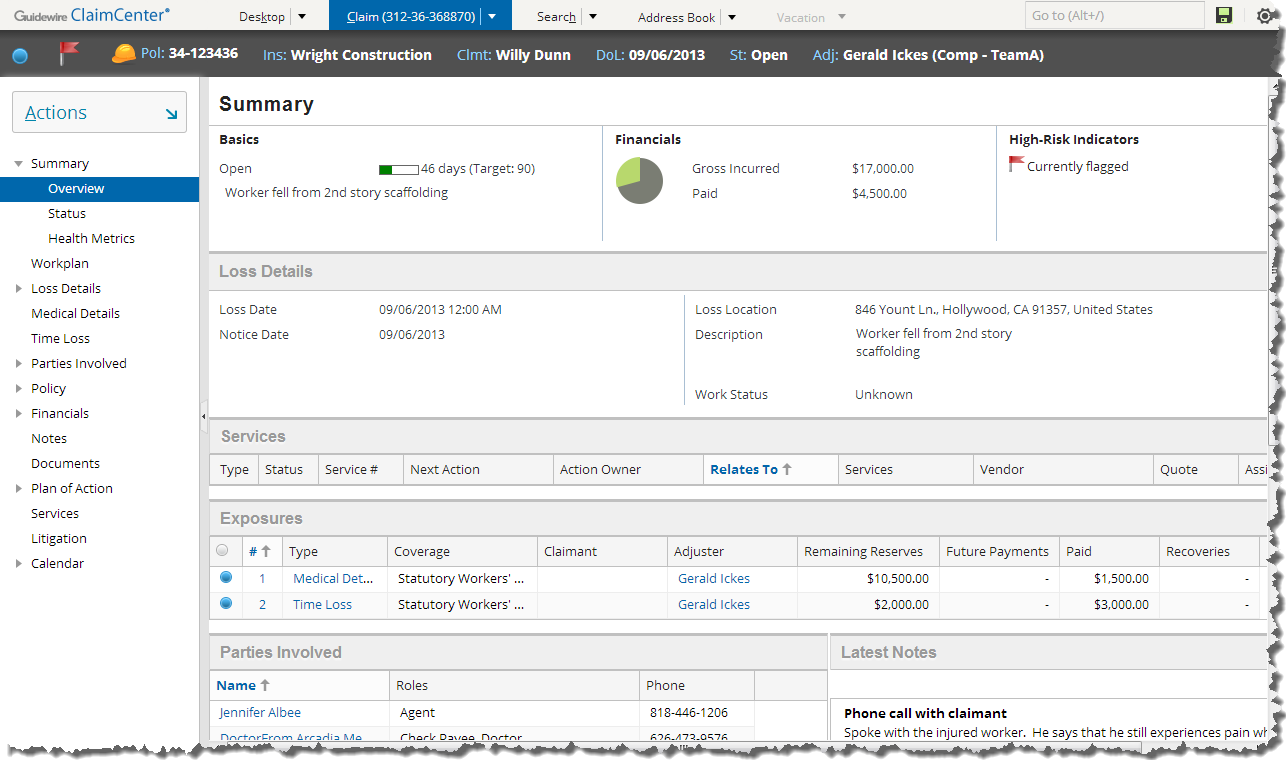 Guidewire ClaimCenter® Desktop Claim (312-36-368870) Search Address Book Vacation Go to (Alt+/)
Pol: 34-123436 Ins: Wright Construction Clmt: Willy Dunn DoL: 09/06/2013 St: Open Adj: Gerald Ickes (Comp - TeamA)
Actions
Summary
Overview
Status
Health Metrics
Workplan
Loss Details
Medical Details
Time Loss
Parties Involved
Policy
Financials
Notes
Documents
Plan of Action
Services
Litigation
Calendar
Summary
Basics
Open 46 days (Target: 90)
Worker fell from 2nd story scaffolding
Financials
Gross Incurred $17,000.00
Paid $4,500.00
High-Risk Indicators
Currently flagged
Loss Details
Loss Date 09/06/2013 12:00 AM
Notice Date 09/06/2013
Loss Location 846 Yount Ln., Hollywood, CA 91357, United States
Description Worker fell from 2nd story
scaffolding
Work Status Unknown
Services
Type Status Service # Next Action Action Owner Relates To Services Vendor Quote Assi
Exposures
# Type Coverage Claimant Adjuster Remaining Reserves Future Payments Paid Recoveries
1 Medical Det... Statutory Workers' ... Gerald Ickes $10,500.00 - $1,500.00 -
2 Time Loss Statutory Workers' ... Gerald Ickes $2,000.00 - $3,000.00 -
Parties Involved
Name Roles Phone
Jennifer Albee Agent 818-446-1206
DoctorFrom Arcadia Me Check Payee, Doctor 626-473-9576
Latest Notes
Phone call with claimant
Spoke with the injured worker. He says that he still experiences pain wh